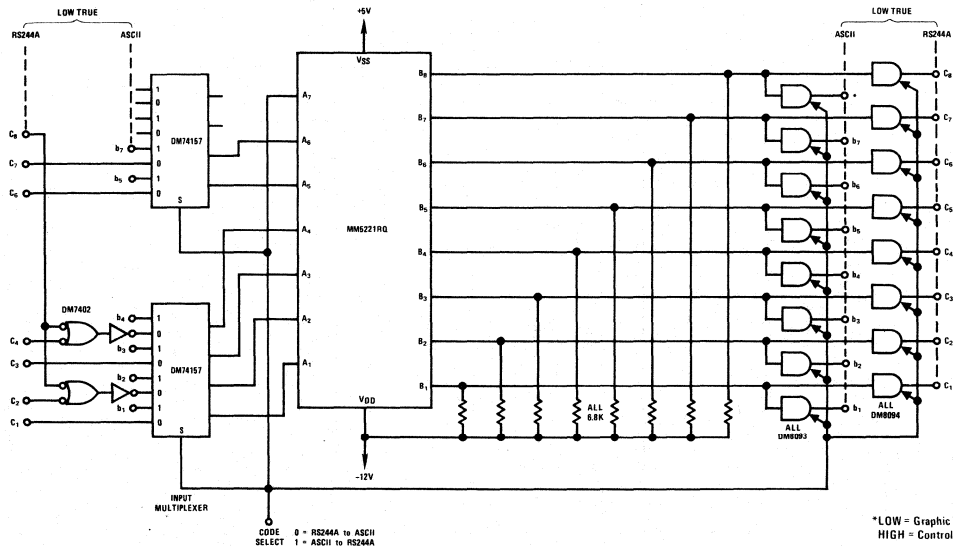 LOW TRUE
RS244A ASCII
C8
C7
b7
b5
C6
1
0
1
0
1
0
1
0
DM74157
S
DM7402
b4
C4
b3
C3
b2
C2
b1
C1
1
0
1
0
1
0
1
0
DM74157
S
INPUT
MULTIPLEXER
+5V
VSS
A7
A6
A5
A4
A3
A2
A1
MM5221RQ
B8
B7
B6
B5
B4
B3
B2
B1
VDD
-12V
ALL
6.8K
CODE 0 = RS244A to ASCII
SELECT 1 = ASCII to RS244A
LOW TRUE
ASCII RS244A
C8
*
C7
b7
C6
b6
C5
b5
C4
b4
C3
b3
C2
b2
C1
b1
ALL
DM8093
ALL
DM8094
*LOW = Graphic
HIGH = Control